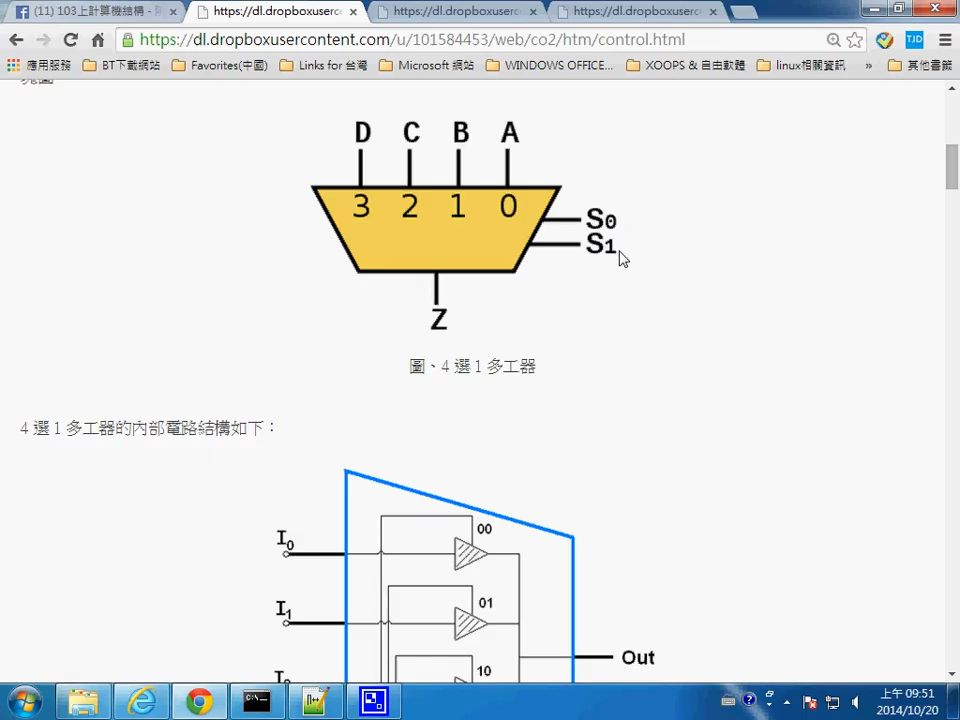 (11) 103上計算機結構 -
https://dl.dropboxuserc
https://dl.dropboxuserc
https://dl.dropboxuserc
https://dl.dropboxusercontent.com/u/101584453/web/co2/htm/control.html
TJD
應用服務 BT下載網站 Favorites(中國) Links for 台灣 Microsoft 網站 WINDOWS OFFICE... XOOPS & 自由軟體 linux相關資訊 » 其他書籤
D C B A
3 2 1 0
S0
S1
Z
圖、4 選 1 多工器
4 選 1 多工器的內部電路結構如下：
00
I0
01
I1
Out
10
上午 09:51
2014/10/20